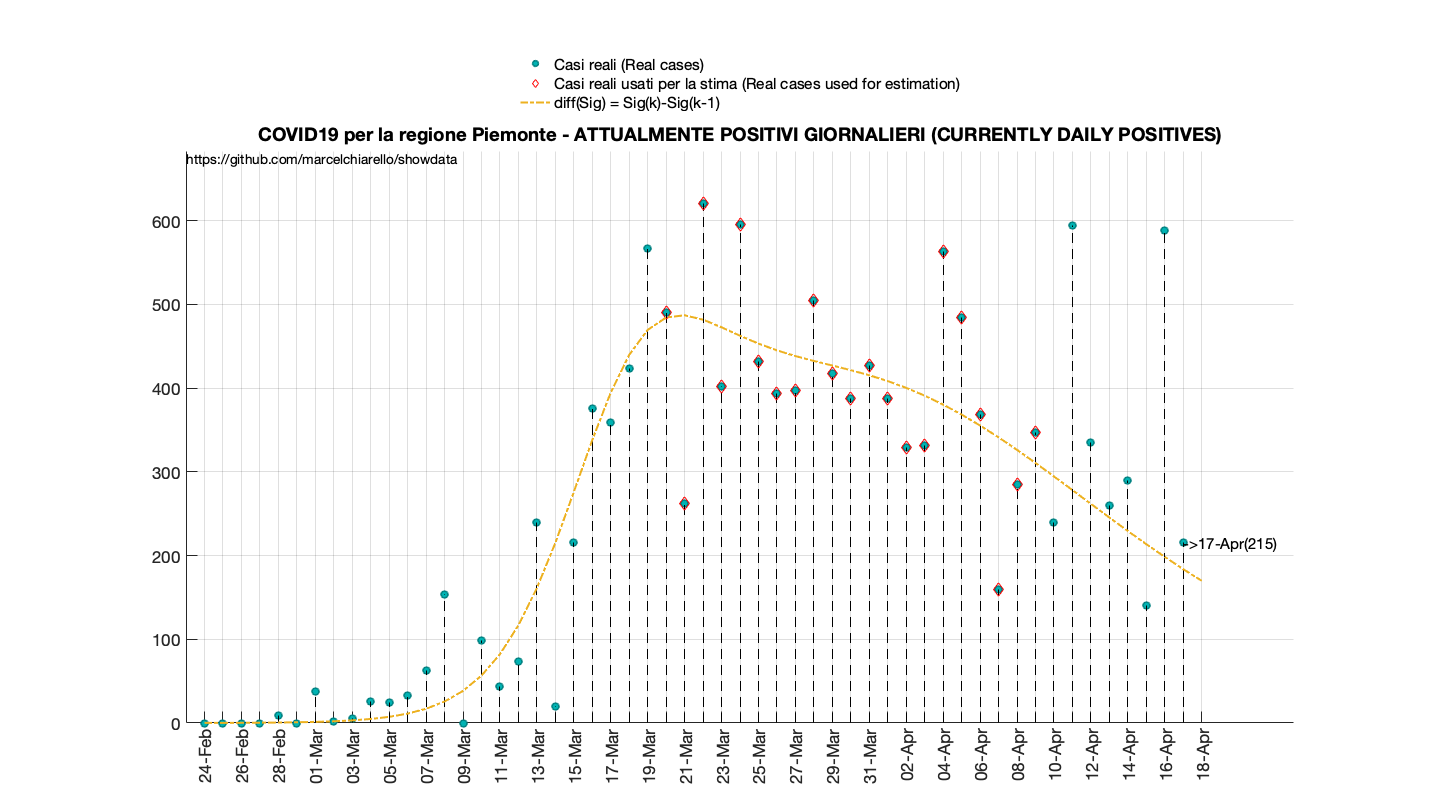 Casi reali (Real cases)
Casi reali usati per la stima (Real cases used for estimation)
diff(Sig) = Sig(k)-Sig(k-1)
COVID19 per la regione Piemonte - ATTUALMENTE POSITIVI GIORNALIERI (CURRENTLY DAILY POSITIVES)
https://github.com/marcelchiarello/showdata
600
500
400
300
200
100
0
->17-Apr(215)
24-Feb
26-Feb
28-Feb
01-Mar
03-Mar
05-Mar
07-Mar
09-Mar
11-Mar
13-Mar
15-Mar
17-Mar
19-Mar
21-Mar
23-Mar
25-Mar
27-Mar
29-Mar
31-Mar
02-Apr
04-Apr
06-Apr
08-Apr
10-Apr
12-Apr
14-Apr
16-Apr
18-Apr